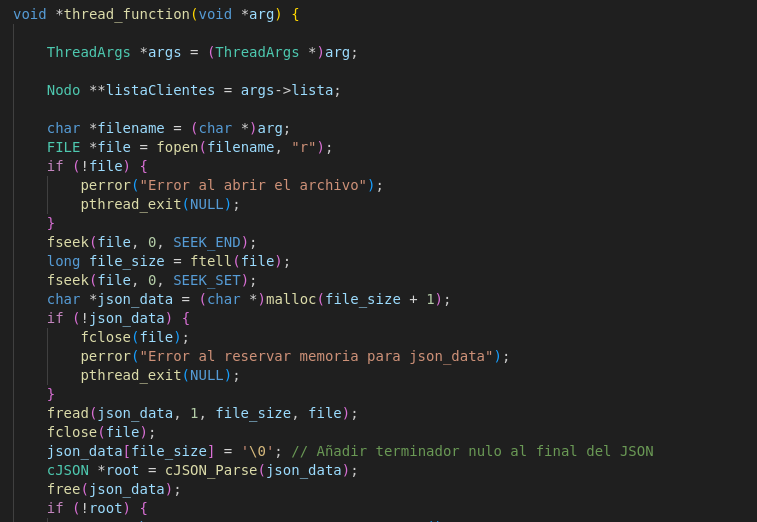 void *thread_function(void *arg) {
ThreadArgs *args = (ThreadArgs *)arg;
Nodo **listaClientes = args->lista;
char *filename = (char *)arg;
FILE *file = fopen(filename, "r");
if (!file) {
perror("Error al abrir el archivo");
pthread_exit(NULL);
}
fseek(file, 0, SEEK_END);
long file_size = ftell(file);
fseek(file, 0, SEEK_SET);
char *json_data = (char *)malloc(file_size + 1);
if (!json_data) {
fclose(file);
perror("Error al reservar memoria para json_data");
pthread_exit(NULL);
}
fread(json_data, 1, file_size, file);
fclose(file);
json_data[file_size] = '\0'; // Añadir terminador nulo al final del JSON
cJSON *root = cJSON_Parse(json_data);
free(json_data);
if (!root) {